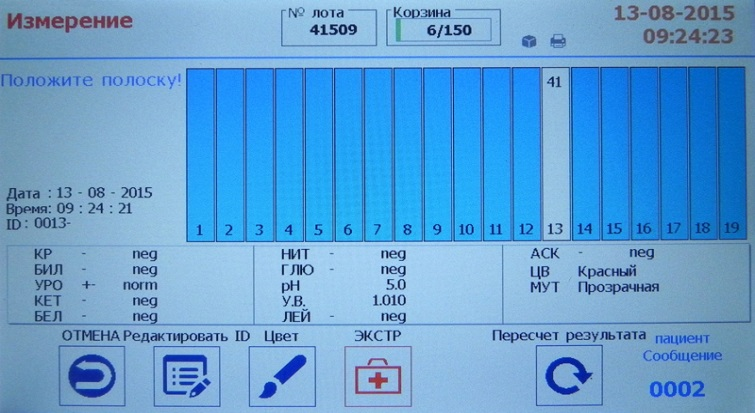 Измерение
№ лота
41509
Корзина
6/150
13-08-2015
09:24:23
Положите полоску!
41
1 2 3 4 5 6 7 8 9 10 11 12 13 14 15 16 17 18 19
Дата : 13 - 08 - 2015
Время: 09 : 24 : 21
ID : 0013-
КР - neg
БИЛ - neg
УРО +- norm
КЕТ - neg
БЕЛ - neg
НИТ - neg
ГЛЮ - neg
pH 5.0
У.В. 1.010
ЛЕЙ - neg
АСК - neg
ЦВ Красный
МУТ Прозрачная
ОТМЕНА Редактировать ID Цвет ЭКСТР Пересчет результата
пациент
Сообщение
0002